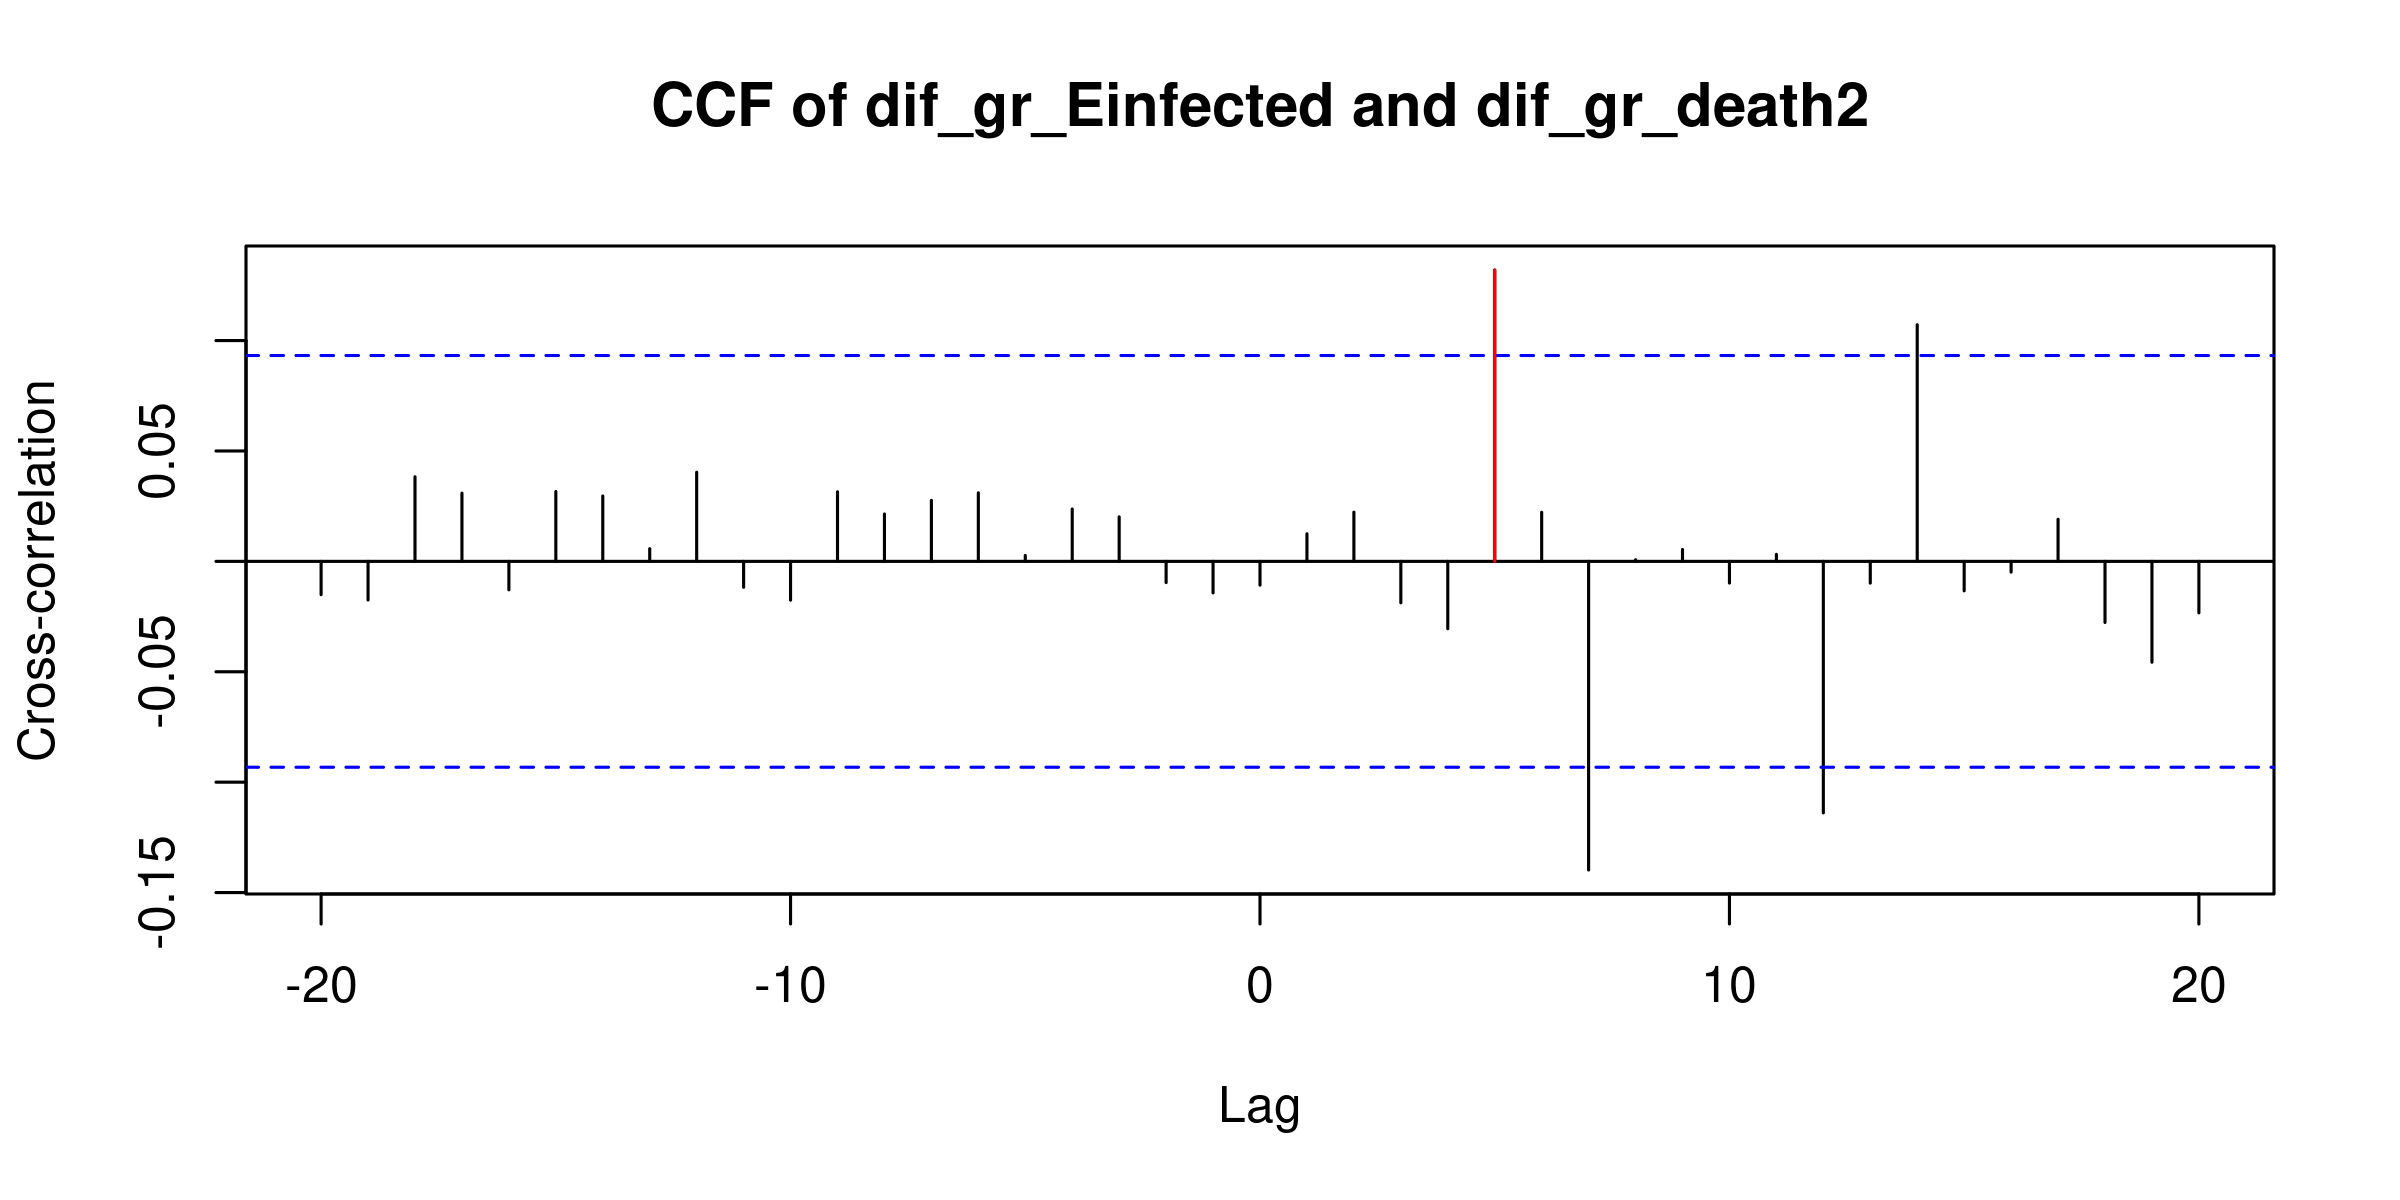 CCF of dif_gr_Einfected and dif_gr_death2
Cross-correlation
0.05
-0.05
-0.15
-20 -10 0 10 20
Lag